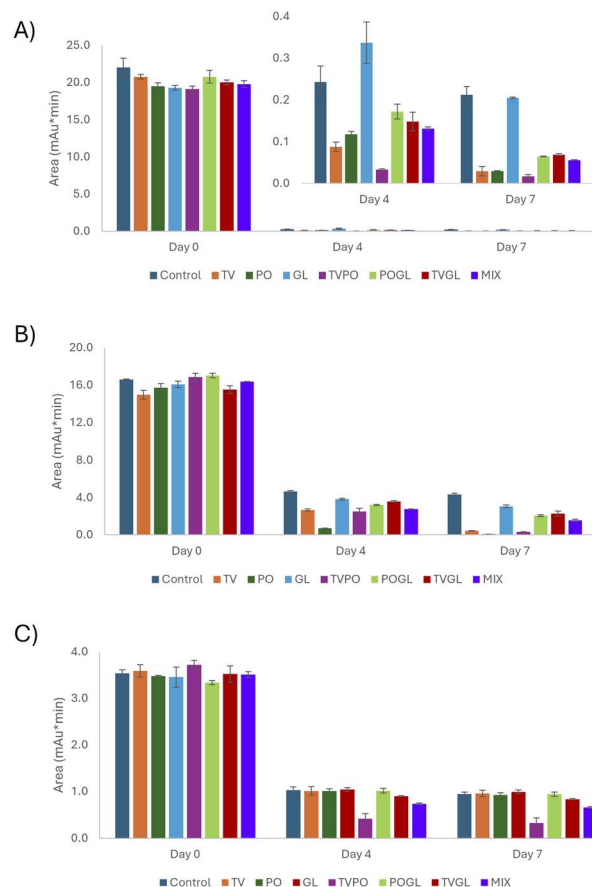 A)
25.0
20.0
15.0
10.0
5.0
0.0
Area (mAu*min)
0.4
0.3
0.2
0.1
0.0
Day 4 Day 7
Day 0 Day 4 Day 7
Control TV PO GL TVPO POGL TVGL MIX
B)
20.0
16.0
12.0
8.0
4.0
0.0
Area (mAu*min)
Day 0 Day 4 Day 7
Control TV PO GL TVPO POGL TVGL MIX
C)
4.0
3.0
2.0
1.0
0.0
Area (mAu*min)
Day 0 Day 4 Day 7
Control TV PO GL TVPO POGL TVGL MIX